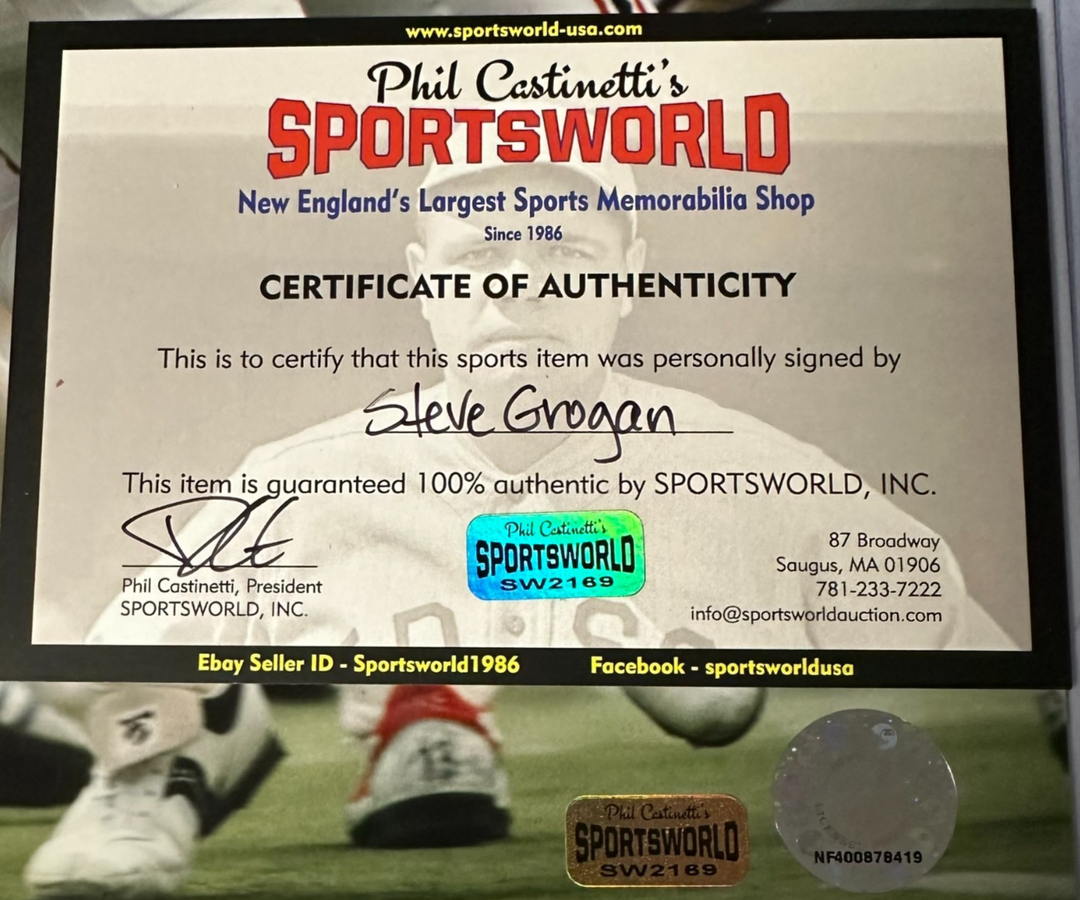 www.sportsworld-usa.com
Phil Castinetti's
SPORTSWORLD
New England's Largest Sports Memorabilia Shop
Since 1986
CERTIFICATE OF AUTHENTICITY
This is to certify that this sports item was personally signed by
Steve Grogan
This item is guaranteed 100% authentic by SPORTSWORLD, INC.
Phil Castinetti, President
SPORTSWORLD, INC.
Phil Castinetti's
SPORTSWORLD
SW2169
87 Broadway
Saugus, MA 01906
781-233-7222
info@sportsworldauction.com
Ebay Seller ID - Sportsworld1986
Facebook - sportsworldusa
13
Phil Castinetti's
SPORTSWORLD
SW2169
NF400878419